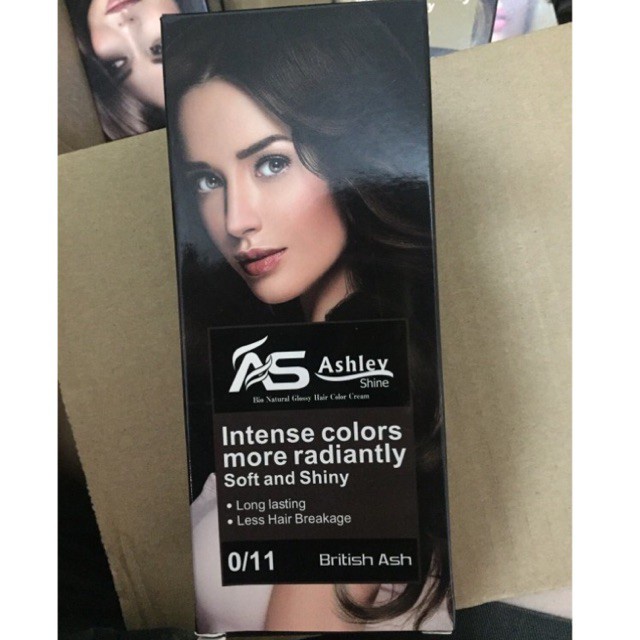 AS Ashley
Shine
Bio Natural Glossy Hair Color Cream
Intense colors
more radiantly
Soft and Shiny
• Long lasting
• Less Hair Breakage
0/11 British Ash